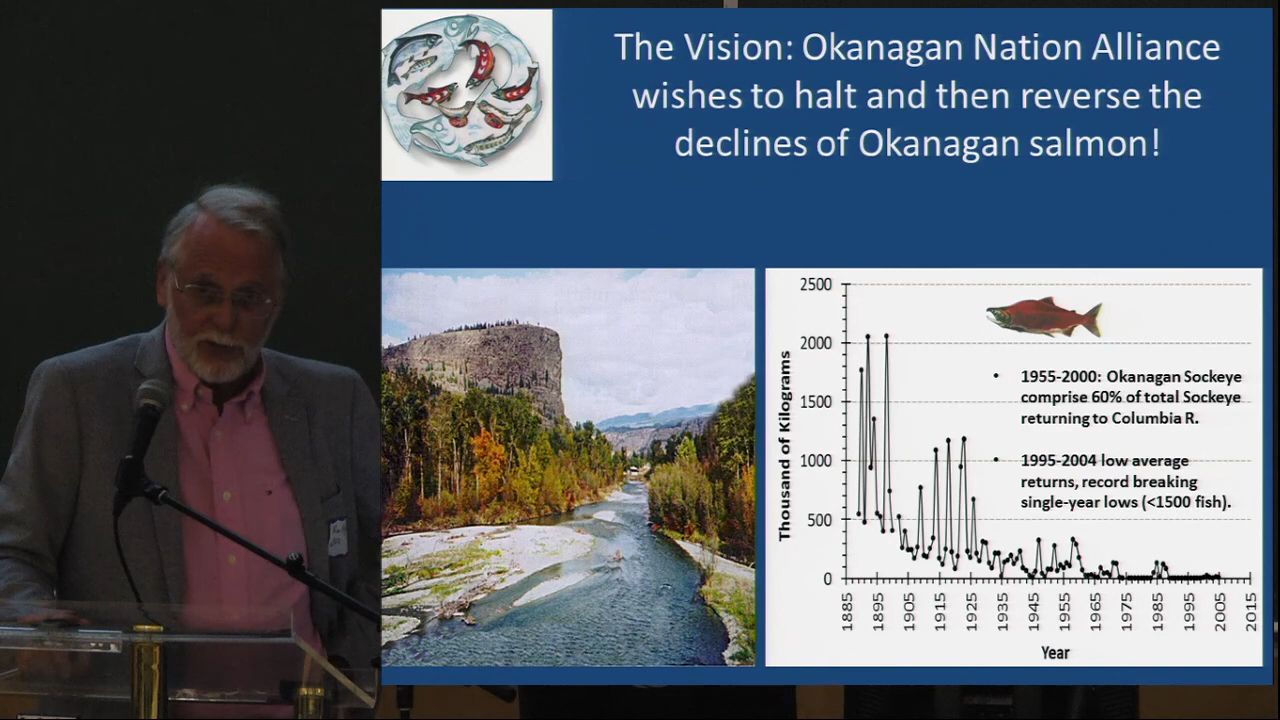 The Vision: Okanagan Nation Alliance
wishes to halt and then reverse the
declines of Okanagan salmon!
2500
2000
1500
1000
500
0
Thousand of Kilograms
• 1955-2000: Okanagan Sockeye
comprise 60% of total Sockeye
returning to Columbia R.
• 1995-2004 low average
returns, record breaking
single-year lows (<1500 fish).
1885 1895 1905 1915 1925 1935 1945 1955 1965 1975 1985 1995 2005 2015
Year